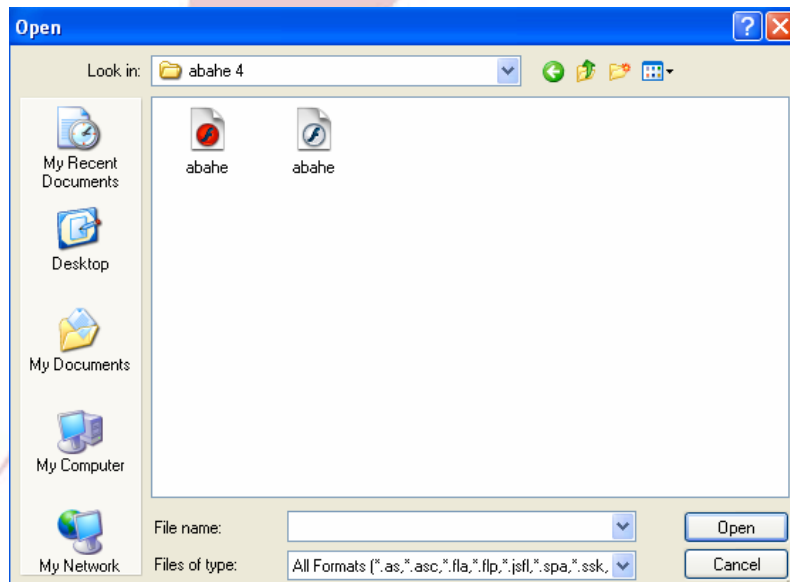 Open
Look in: abahe 4
My Recent
Documents
Desktop
My Documents
My Computer
My Network
abahe abahe
File name: Open
Files of type: All Formats (*.as,*.asc,*.fla,*.flp,*.jsfl,*.spa,*.ssk, Cancel